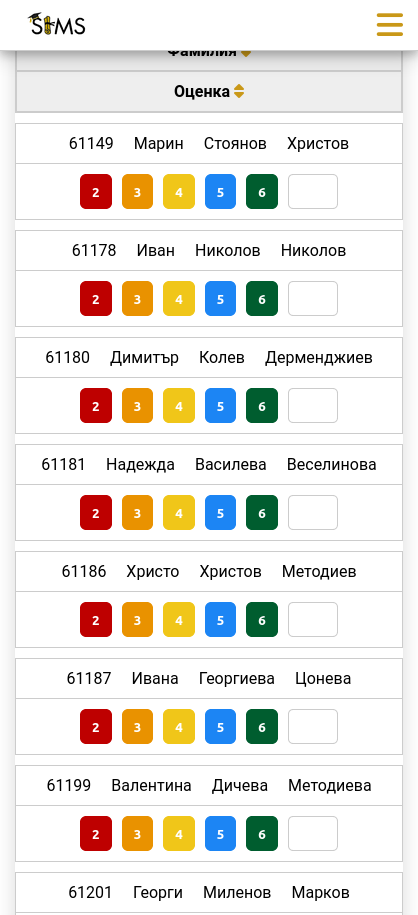 SIMS
Фамилия
Оценка
61149 Марин Стоянов Христов
2 3 4 5 6
61178 Иван Николов Николов
2 3 4 5 6
61180 Димитър Колев Дерменджиев
2 3 4 5 6
61181 Надежда Василева Веселинова
2 3 4 5 6
61186 Христо Христов Методиев
2 3 4 5 6
61187 Ивана Георгиева Цонева
2 3 4 5 6
61199 Валентина Дичева Методиева
2 3 4 5 6
61201 Георги Миленов Марков